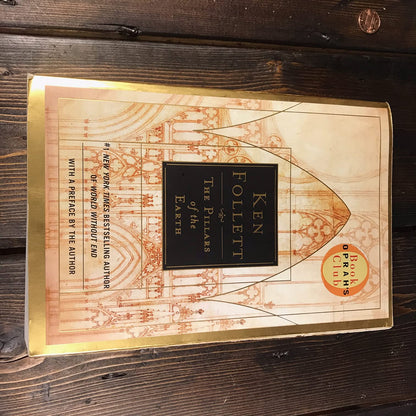 KEN
FOLLETT
THE PILLARS
of the
EARTH
Book
OPRAH'S
Club
#1 NEW YORK TIMES BESTSELLING AUTHOR
OF WORLD WITHOUT END
WITH A PREFACE BY THE AUTHOR